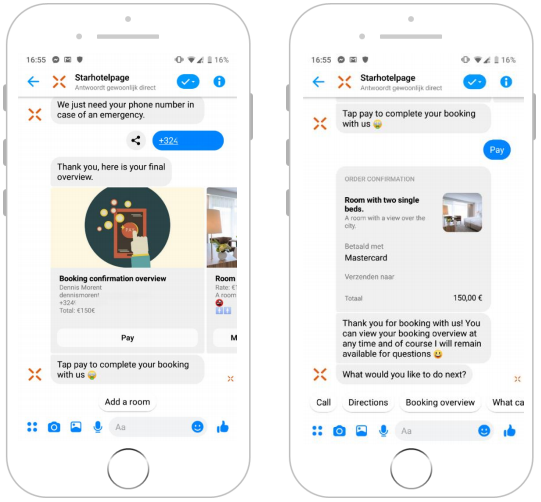 16:55
16%
Starhotelpage
Antwoordt gewoonlijk direct
We just need your phone number in
case of an emergency.
+324
Thank you, here is your final
overview.
Booking confirmation overview
Dennis Morent
dennismoren!
+324!
Total: €150€
Pay
Room
Rate: €1
A room
M
Tap pay to complete your booking
with us
Add a room
Aa
16:55
16%
Starhotelpage
Antwoordt gewoonlijk direct
Tap pay to complete your booking
with us
Pay
ORDER CONFIRMATION
Room with two single
beds.
A room with a view over the
city.
Betaald met
Mastercard
Verzenden naar
Totaal 150,00 €
Thank you for booking with us! You
can view your booking overview at
any time and of course I will remain
available for questions
What would you like to do next?
Call Directions Booking overview What ca
Aa